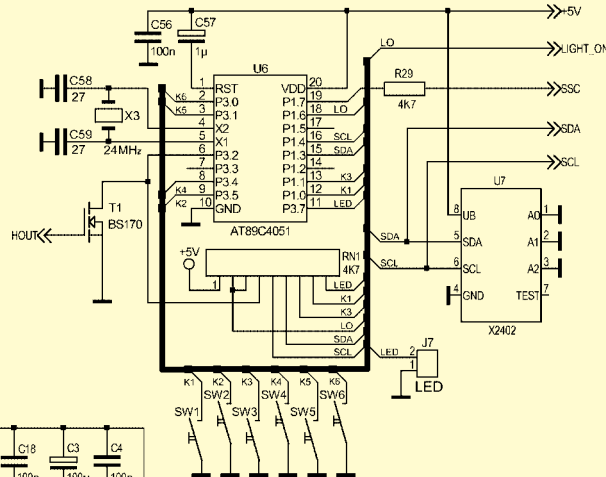 C56
100n
C57
1µ
+5V
LO
LIGHT_ON
C58
27
X3
C59
27
24MHz
U6
1 RST VDD 20
K6 2 P3.0 P1.7 19
K5 3 P3.1 P1.6 18 LO
4 X2 P1.5 17
5 X1 P1.4 16 SCL
6 P3.2 P1.3 15 SDA
7 P3.3 P1.2 14
8 P3.4 P1.1 13 K3
K4 9 P3.5 P1.0 12 K1
K2 10 GND P3.7 11 LED
AT89C4051
R29
4K7
SSC
SDA
SCL
T1
BS170
HOUT
+5V
1
RN1
4K7
LED
K1
K3
LO
SDA
SCL
SDA
SCL
U7
8 UB A0 1
5 SDA A1 2
6 SCL A2 3
4 GND TEST 7
X2402
LED 2
1
J7
LED
K1 K2 K3 K4 K5 K6
SW1 SW2 SW3 SW4 SW5 SW6
C18
100n
C3
C4
100n